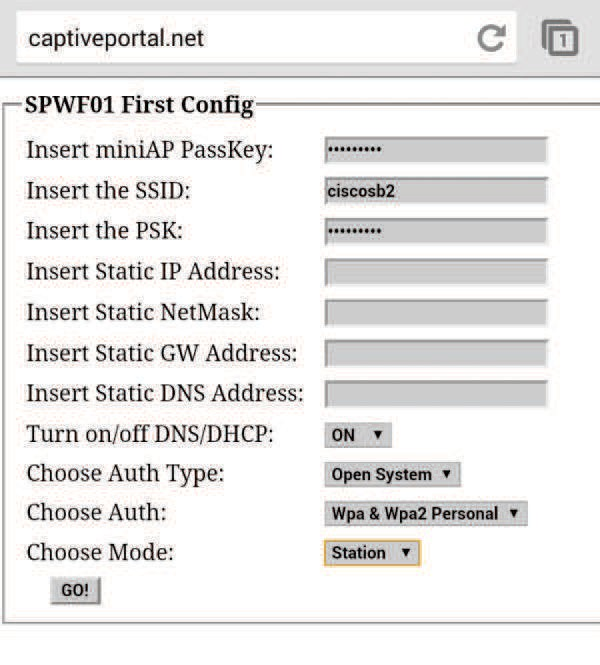 captiveportal.net
1
SPWF01 First Config
Insert miniAP PassKey: •••••••••
Insert the SSID: ciscosb2
Insert the PSK: •••••••••
Insert Static IP Address:
Insert Static NetMask:
Insert Static GW Address:
Insert Static DNS Address:
Turn on/off DNS/DHCP: ON ▼
Choose Auth Type: Open System ▼
Choose Auth: Wpa & Wpa2 Personal ▼
Choose Mode: Station ▼
GO!